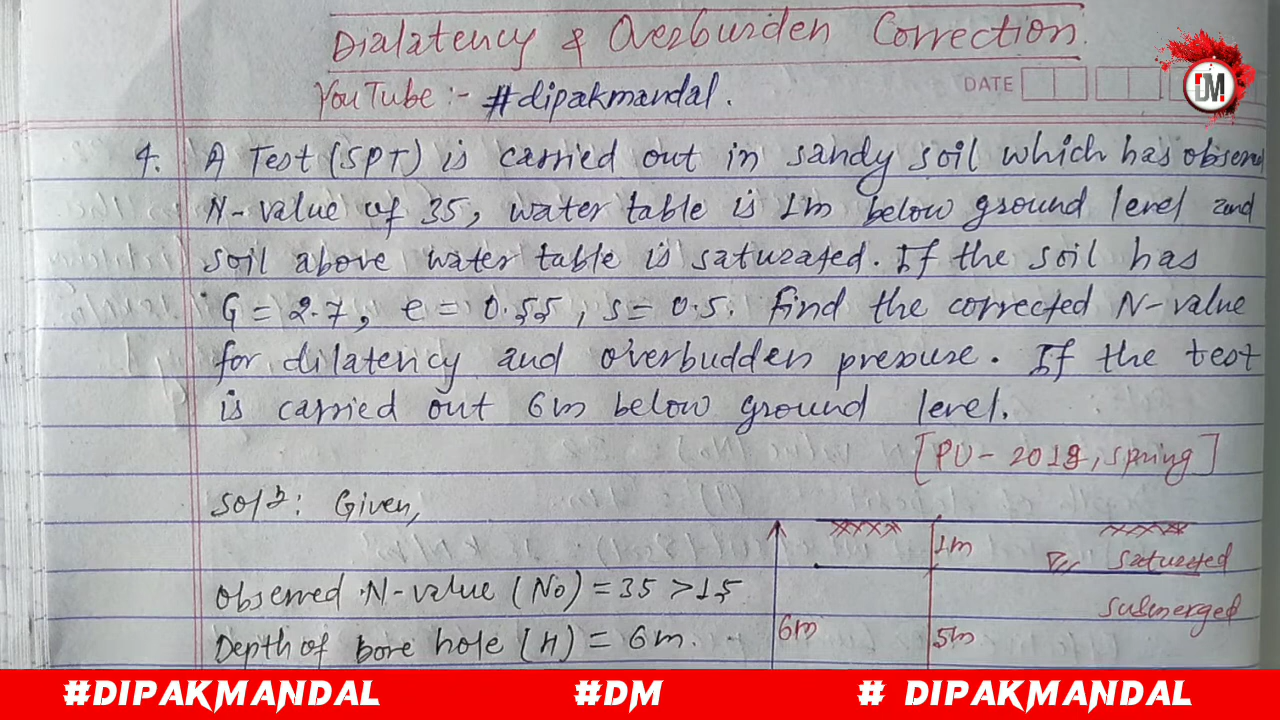 Dialatency & Overburden Correction.
YouTube:- #dipakmandal.
DATE
DM
4. A Test (SPT) is carried out in sandy soil which has observe
N-value of 35, water table is 1m below ground level and
soil above water table is saturated. If the soil has
G = 2.7, e = 0.55, s = 0.5. Find the corrected N-value
for dilatency and overbudden pressure. If the test
is carried out 6m below ground level.
[PU- 2018, spring]
Soln: Given,
1m
saturated
Observed N-value (No) = 35 > 15
submerged
Depth of bore hole (H) = 6m.
6m
5m
#DIPAKMANDAL #DM # DIPAKMANDAL